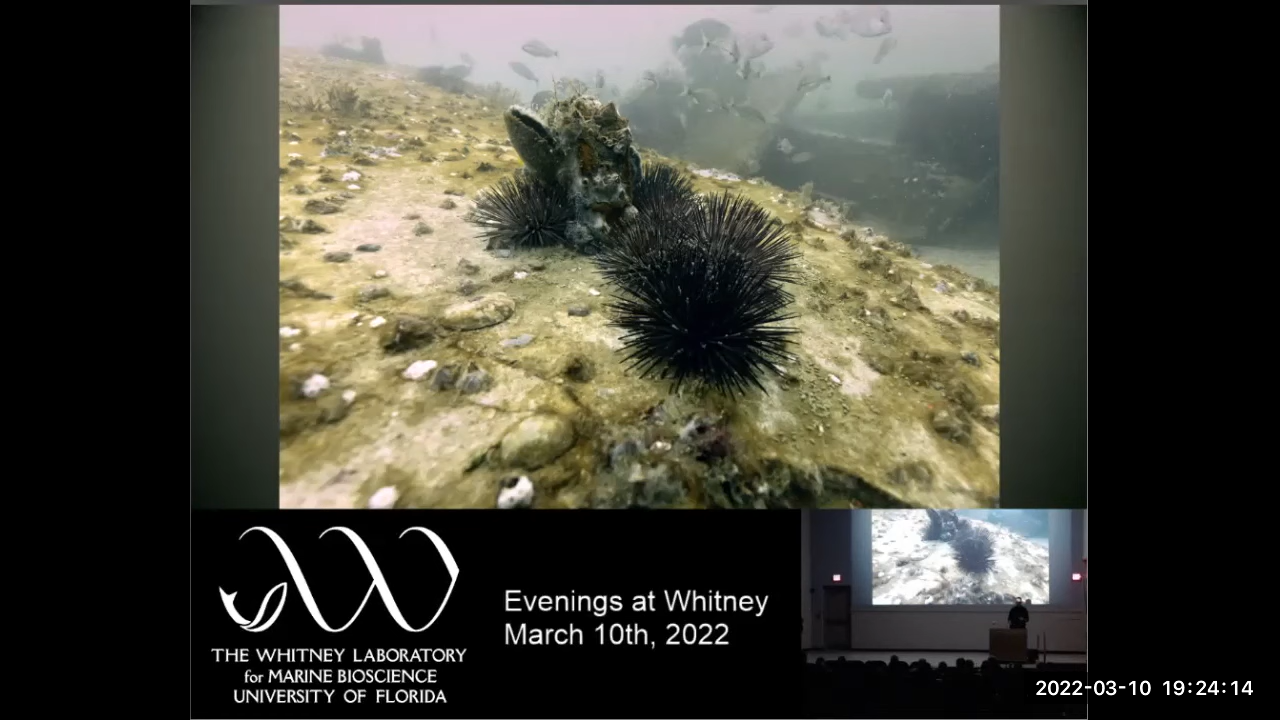 Evenings at Whitney
March 10th, 2022
THE WHITNEY LABORATORY
for MARINE BIOSCIENCE
UNIVERSITY OF FLORIDA
2022-03-10 19:24:14